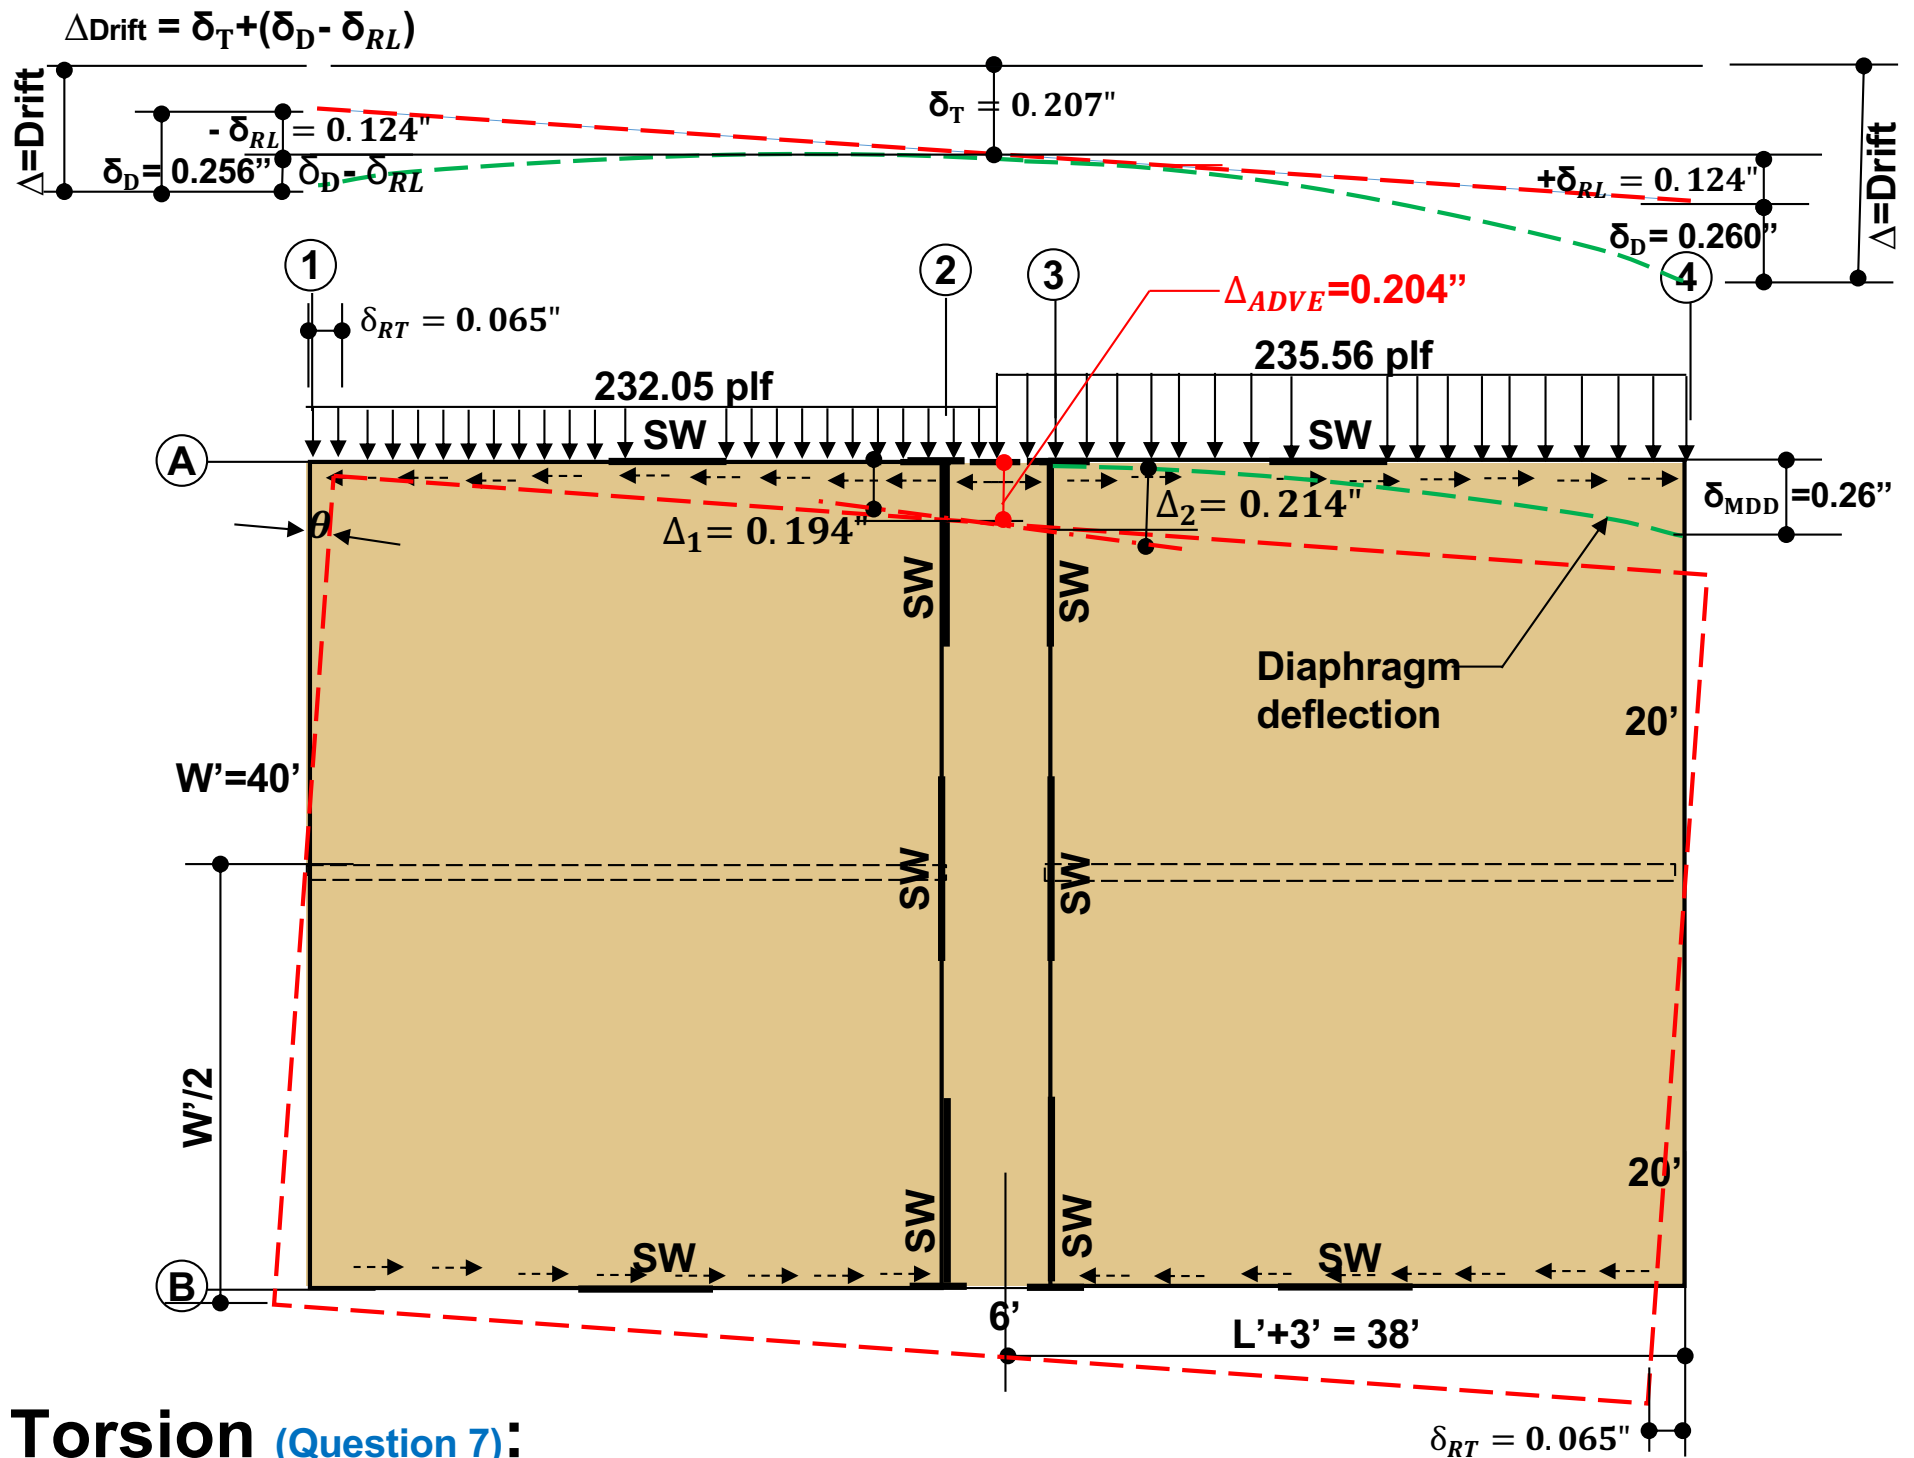 ΔDrift = δT+(δD- δRL)
Δ=Drift
- δRL = 0.124"
δD= 0.256” δD- δRL
δT = 0.207"
+δRL = 0.124"
δD= 0.260”
Δ=Drift
1
2
3
4
δRT = 0.065"
ΔADVE=0.204”
232.05 plf
235.56 plf
SW
SW
A
θ
Δ1= 0.194"
Δ2= 0.214"
δMDD =0.26”
SW
SW
Diaphragm
deflection
20’
W’=40’
SW
SW
W’/2
20’
SW
SW
SW
SW
B
6’
L’+3’ = 38’
Torsion (Question 7):
δRT = 0.065"